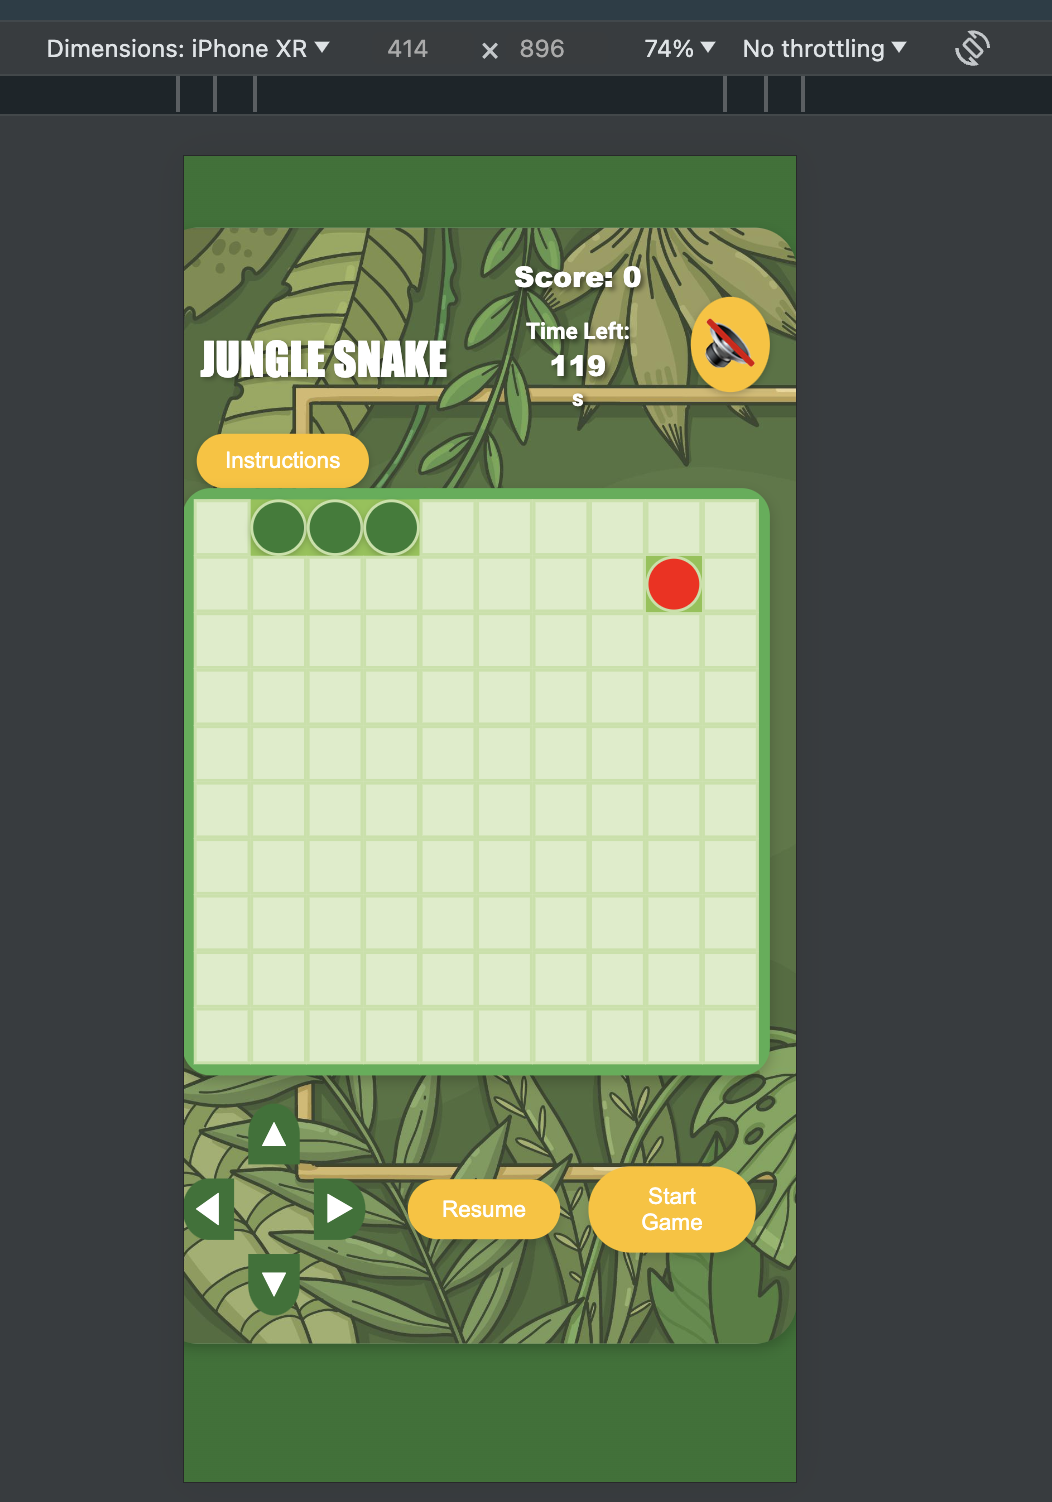 Dimensions: iPhone XR ▼ 414 × 896 74% ▼ No throttling ▼
Score: 0
Time Left:
119
s
JUNGLE SNAKE
Instructions
Resume
Start
Game